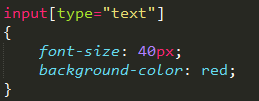 input[type="text"]
{
    font-size: 40px;
    background-color: red;
}